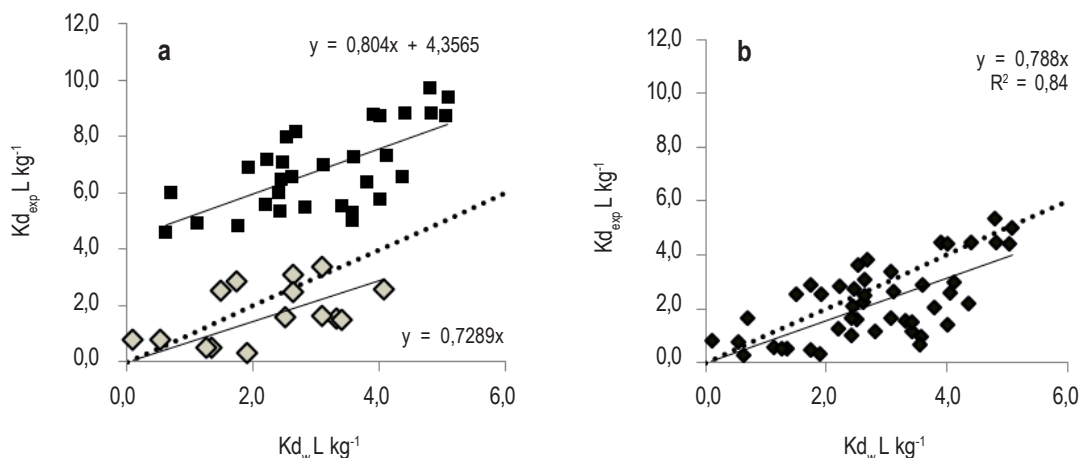 a
y = 0,804x + 4,3565
12,0
10,0
8,0
6,0
4,0
2,0
0,0
Kd_exp L kg⁻¹
y = 0,7289x
0,0 2,0 4,0 6,0
Kd_w L kg⁻¹
b
y = 0,788x
R² = 0,84
12,0
10,0
8,0
6,0
4,0
2,0
0,0
Kd_exp L kg⁻¹
0,0 2,0 4,0 6,0
Kd_w L kg⁻¹